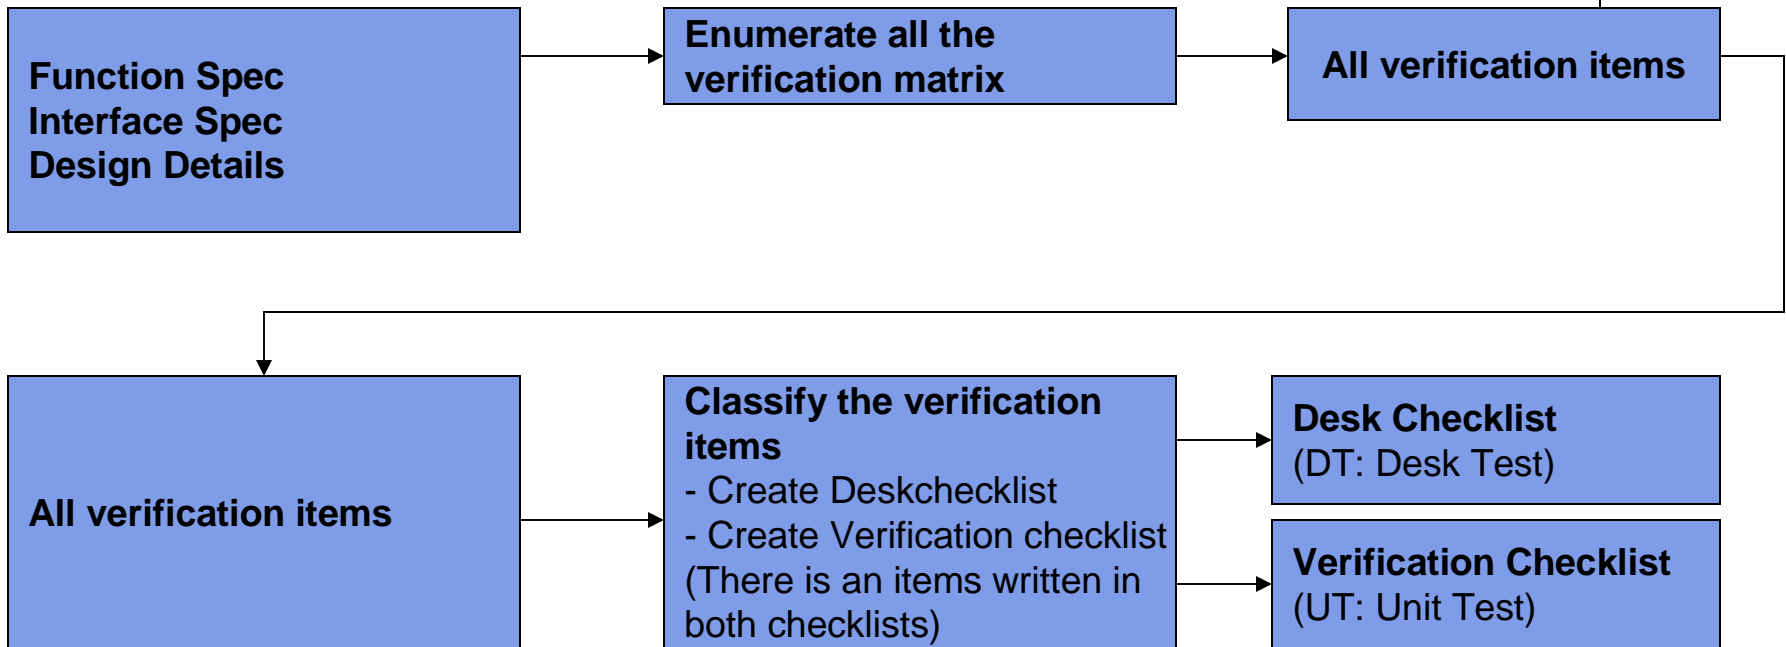 Function Spec
Interface Spec
Design Details
Enumerate all the
verification matrix
All verification items
All verification items
Classify the verification
items
- Create Deskchecklist
- Create Verification checklist
(There is an items written in
both checklists)
Desk Checklist
(DT: Desk Test)
Verification Checklist
(UT: Unit Test)